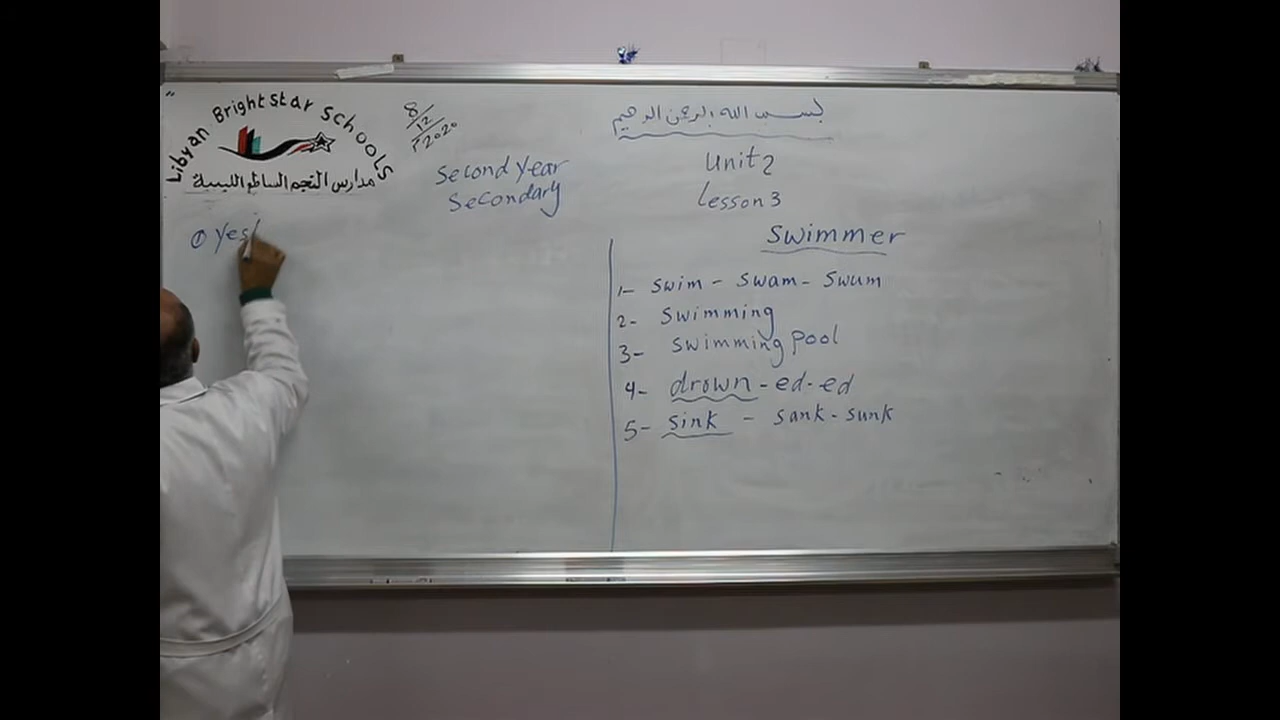 Libyan Bright Star Schools
مدارس النجم الساطع الليبية
8/12/2020م
Second Year
Secondary
① Yes/
بسم الله الرحمن الرحيم
Unit 2
Lesson 3
Swimmer
1- swim - swam - swum
2- swimming
3- swimming pool
4- drown - ed - ed
5- sink - sank - sunk